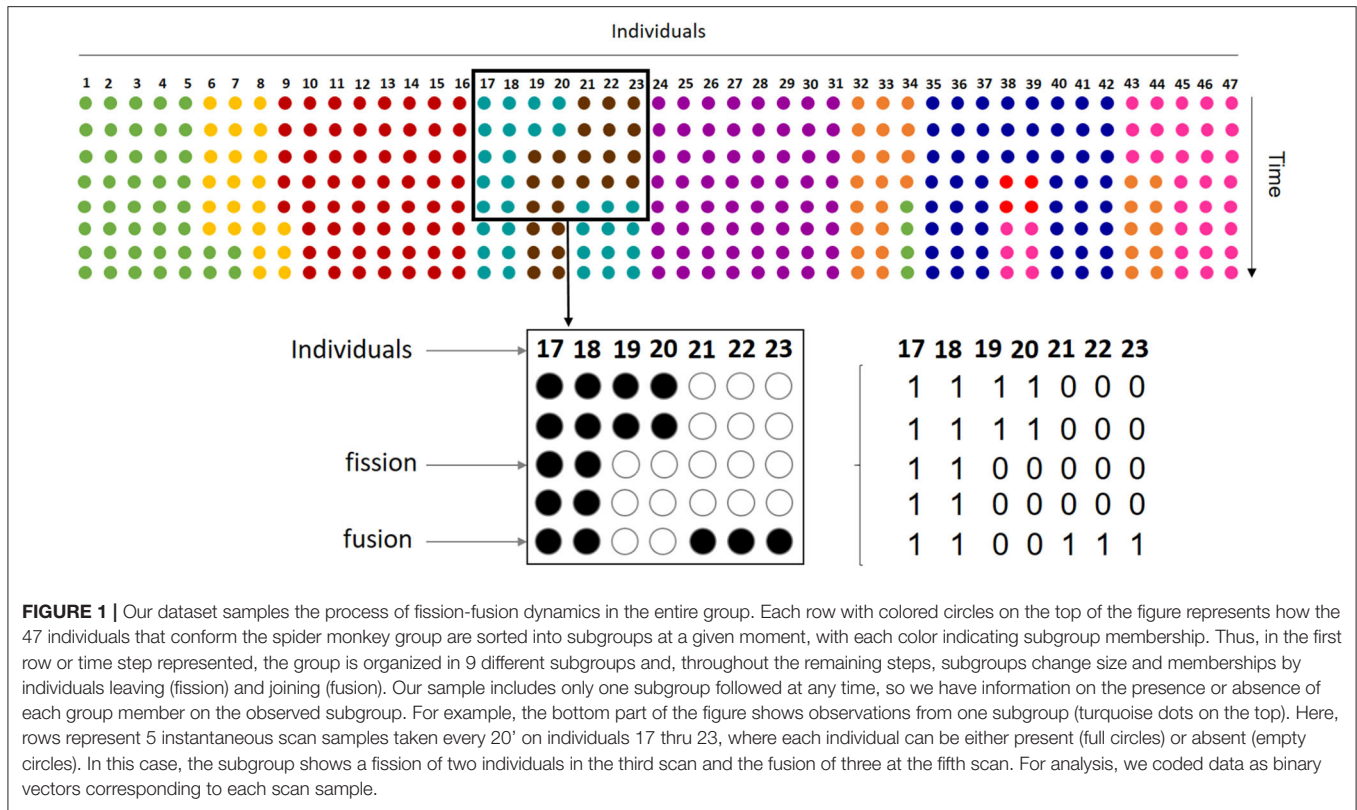 Individuals
1 2 3 4 5 6 7 8 9 10 11 12 13 14 15 16 17 18 19 20 21 22 23 24 25 26 27 28 29 30 31 32 33 34 35 36 37 38 39 40 41 42 43 44 45 46 47
Time
Individuals 17 18 19 20 21 22 23
fission
fusion
17 18 19 20 21 22 23
1 1 1 1 0 0 0
1 1 1 1 0 0 0
1 1 0 0 0 0 0
1 1 0 0 0 0 0
1 1 0 0 1 1 1
FIGURE 1 | Our dataset samples the process of fission-fusion dynamics in the entire group. Each row with colored circles on the top of the figure represents how the
47 individuals that conform the spider monkey group are sorted into subgroups at a given moment, with each color indicating subgroup membership. Thus, in the first
row or time step represented, the group is organized in 9 different subgroups and, throughout the remaining steps, subgroups change size and memberships by
individuals leaving (fission) and joining (fusion). Our sample includes only one subgroup followed at any time, so we have information on the presence or absence of
each group member on the observed subgroup. For example, the bottom part of the figure shows observations from one subgroup (turquoise dots on the top). Here,
rows represent 5 instantaneous scan samples taken every 20' on individuals 17 thru 23, where each individual can be either present (full circles) or absent (empty
circles). In this case, the subgroup shows a fission of two individuals in the third scan and the fusion of three at the fifth scan. For analysis, we coded data as binary
vectors corresponding to each scan sample.